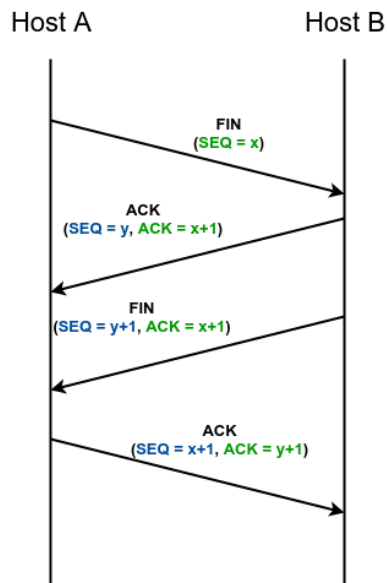 Host A
Host B
FIN
(SEQ = x)
ACK
(SEQ = y, ACK = x+1)
FIN
(SEQ = y+1, ACK = x+1)
ACK
(SEQ = x+1, ACK = y+1)